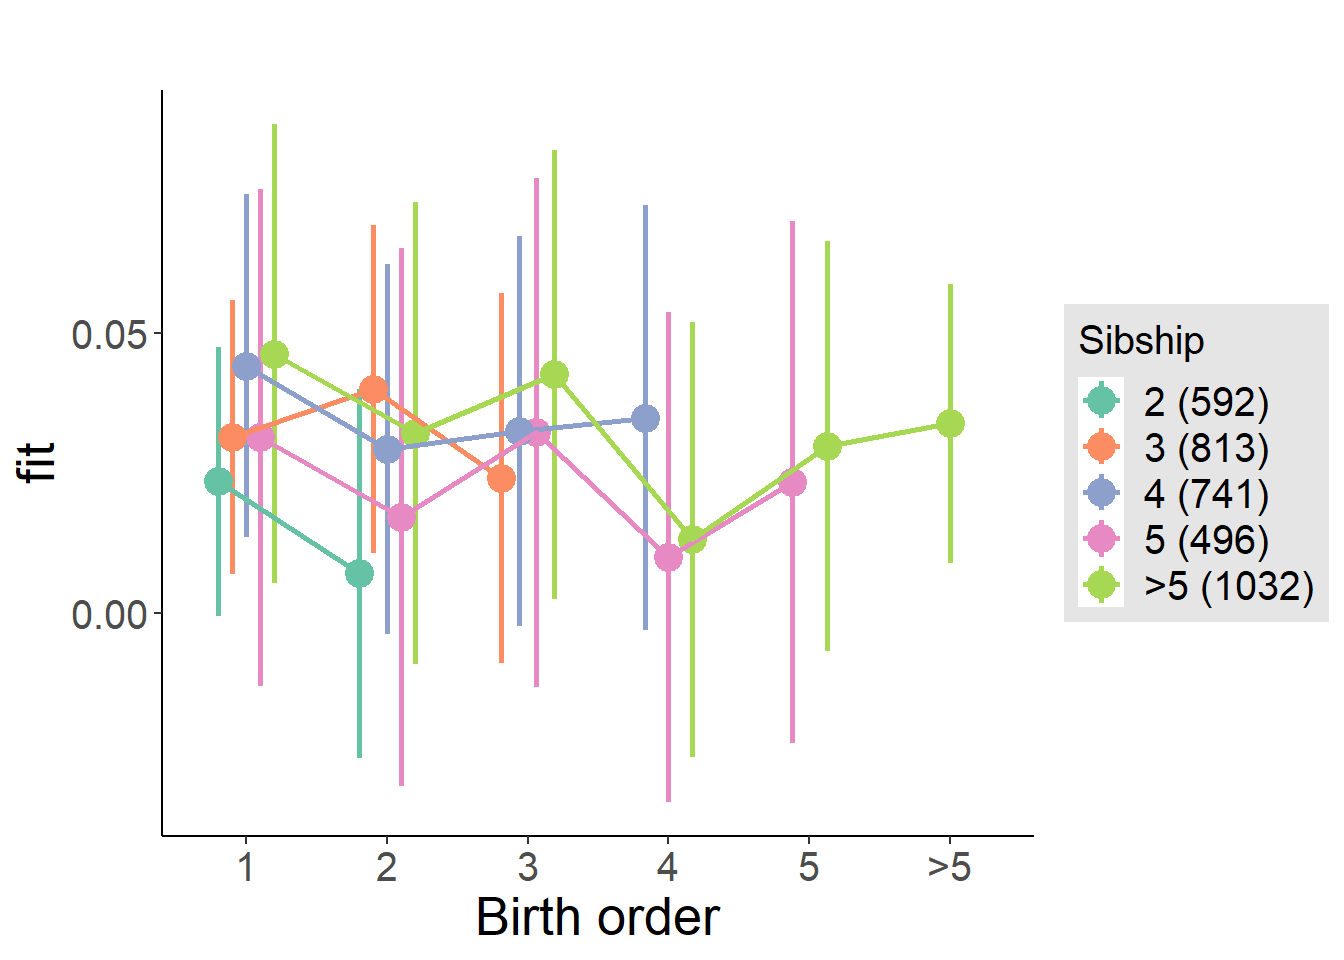 fit
0.05
0.00
1 2 3 4 5 >5
Birth order
Sibship
2 (592)
3 (813)
4 (741)
5 (496)
>5 (1032)